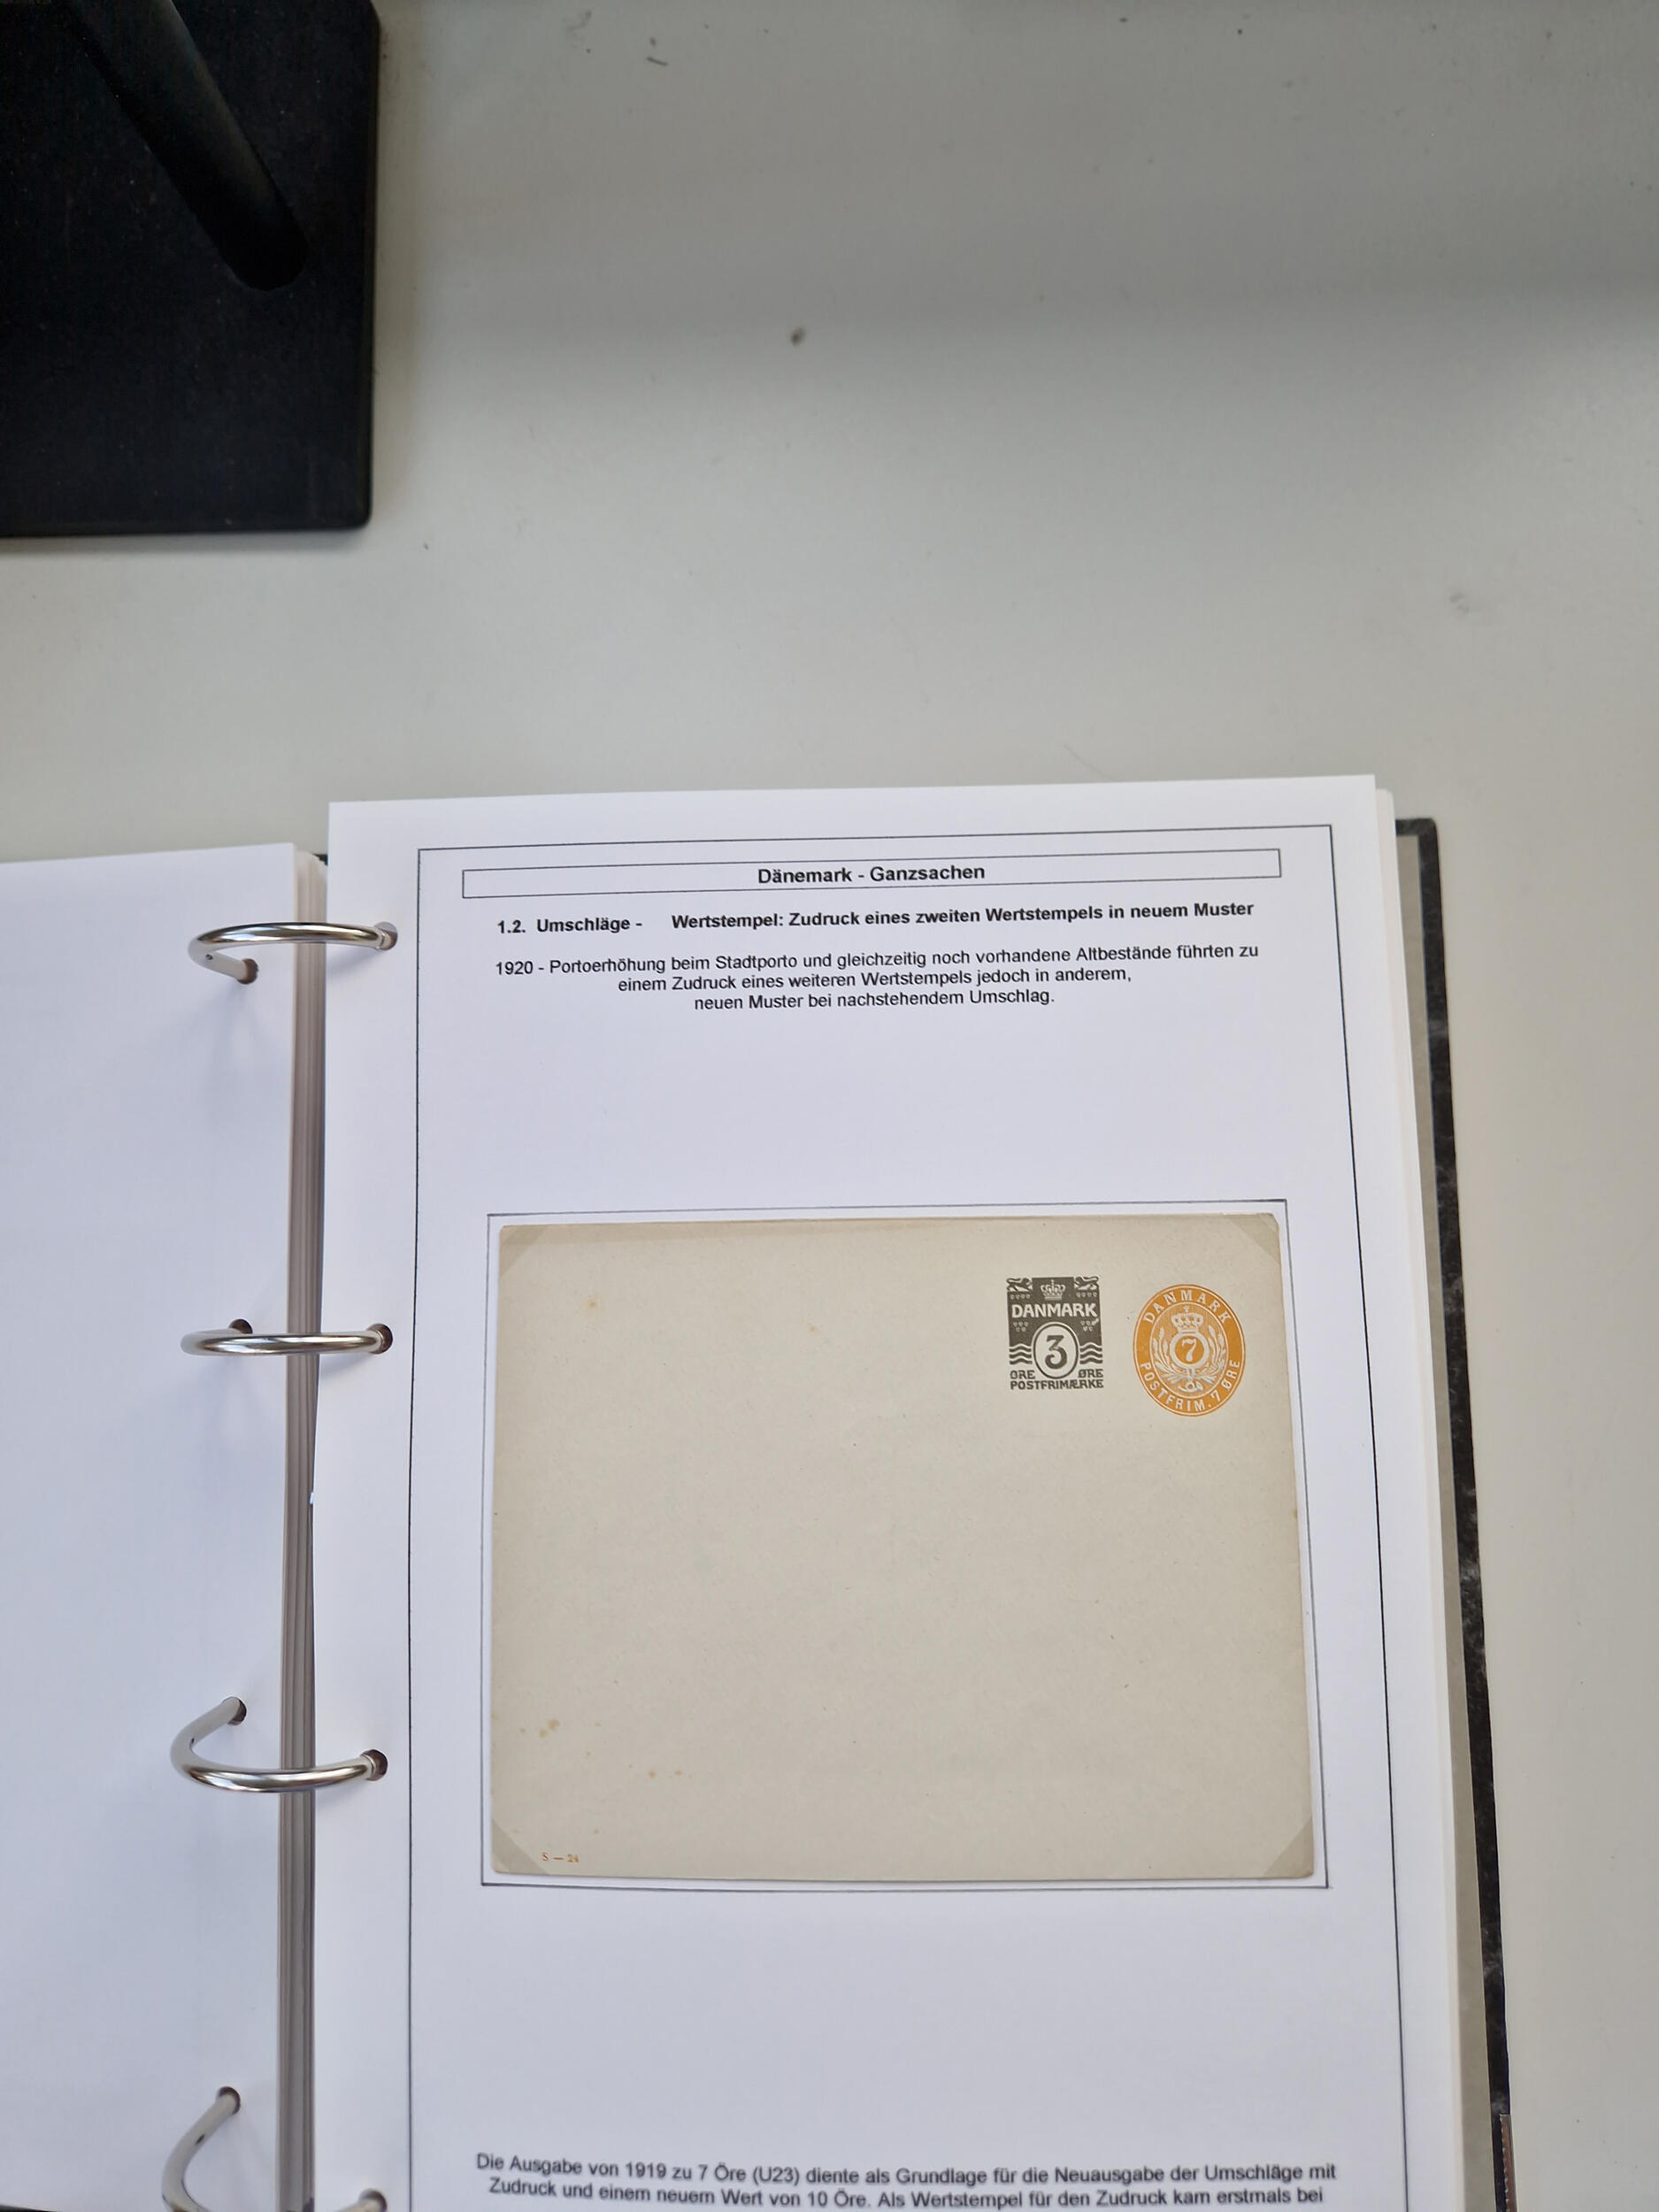 Dänemark - Ganzsachen
1.2. Umschläge - Wertstempel: Zudruck eines zweiten Wertstempels in neuem Muster
1920 - Portoerhöhung beim Stadtporto und gleichzeitig noch vorhandene Altbestände führten zu
einem Zudruck eines weiteren Wertstempels jedoch in anderem,
neuen Muster bei nachstehendem Umschlag.
DANMARK
3
ØRE ØRE
POSTFRIMÆRKE
DANMARK
7
POSTFRIM. 7 ØRE
S — 24
Die Ausgabe von 1919 zu 7 Öre (U23) diente als Grundlage für die Neuausgabe der Umschläge mit
Zudruck und einem neuem Wert von 10 Öre. Als Wertstempel für den Zudruck kam erstmals bei